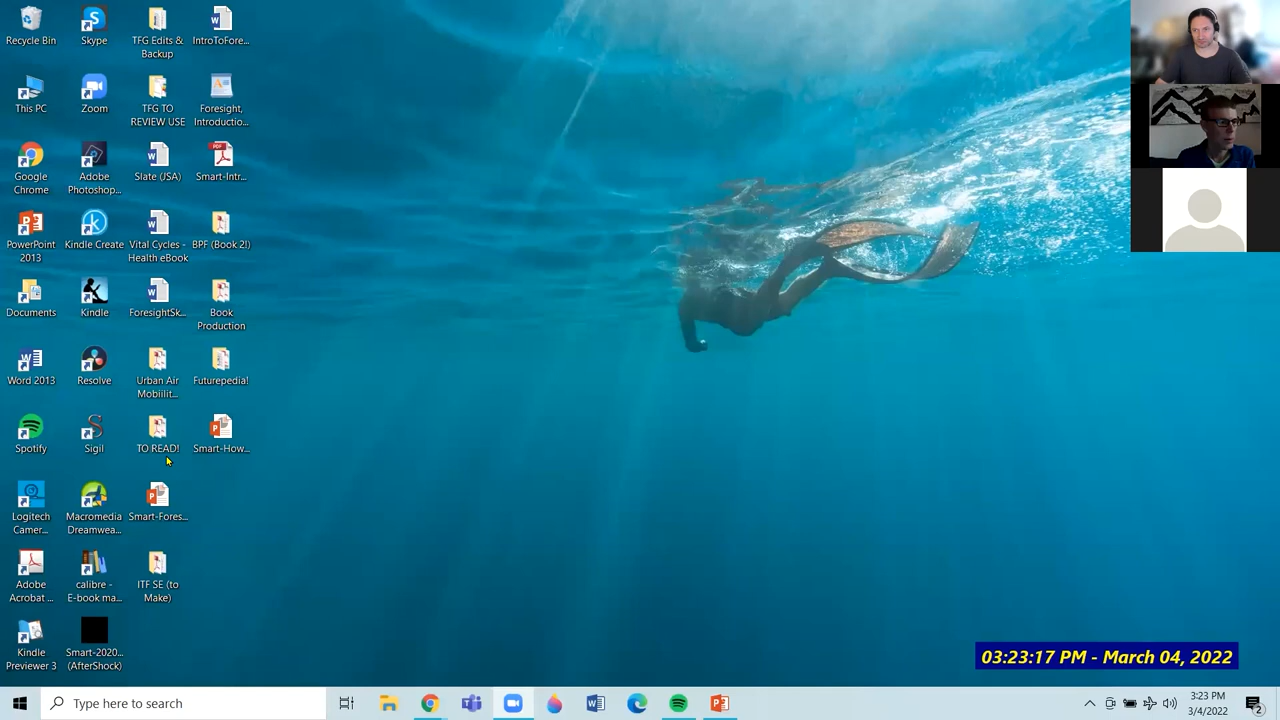 Recycle Bin
Skype
TFG Edits &
Backup
IntroToFore...
This PC
Zoom
TFG TO
REVIEW USE
Foresight,
Introductio...
Google
Chrome
Adobe
Photoshop...
Slate (JSA)
Smart-Intr...
PowerPoint
2013
Kindle Create
Vital Cycles -
Health eBook
BPF (Book 2!)
Documents
Kindle
ForesightSk...
Book
Production
Word 2013
Resolve
Urban Air
Mobiilit...
Futurepedia!
Spotify
Sigil
TO READ!
Smart-How...
Logitech
Camer...
Macromedia
Dreamwea...
Smart-Fores...
Adobe
Acrobat ...
calibre -
E-book ma...
ITF SE (to
Make)
Kindle
Previewer 3
Smart-2020...
(AfterShock)
03:23:17 PM - March 04, 2022
Type here to search
3:23 PM
3/4/2022
2